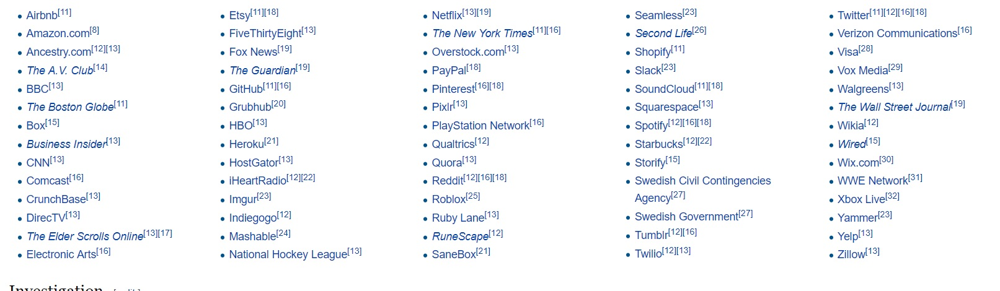 Airbnb[11]
Amazon.com[8]
Ancestry.com[12][13]
The A.V. Club[14]
BBC[13]
The Boston Globe[11]
Box[15]
Business Insider[13]
CNN[13]
Comcast[16]
CrunchBase[13]
DirecTV[13]
The Elder Scrolls Online[13][17]
Electronic Arts[16]
Etsy[11][18]
FiveThirtyEight[13]
Fox News[19]
The Guardian[19]
GitHub[11][16]
Grubhub[20]
HBO[13]
Heroku[21]
HostGator[13]
iHeartRadio[12][22]
Imgur[23]
Indiegogo[12]
Mashable[24]
National Hockey League[13]
Netflix[13][19]
The New York Times[11][16]
Overstock.com[13]
PayPal[18]
Pinterest[16][18]
Pixlr[13]
PlayStation Network[16]
Qualtrics[12]
Quora[13]
Reddit[12][16][18]
Roblox[25]
Ruby Lane[13]
RuneScape[12]
SaneBox[21]
Seamless[23]
Second Life[26]
Shopify[11]
Slack[23]
SoundCloud[11][18]
Squarespace[13]
Spotify[12][16][18]
Starbucks[12][22]
Storify[15]
Swedish Civil Contingencies
Agency[27]
Swedish Government[27]
Tumblr[12][16]
Twilio[12][13]
Twitter[11][12][16][18]
Verizon Communications[16]
Visa[28]
Vox Media[29]
Walgreens[13]
The Wall Street Journal[19]
Wikia[12]
Wired[15]
Wix.com[30]
WWE Network[31]
Xbox Live[32]
Yammer[23]
Yelp[13]
Zillow[13]
Investigation [edit]